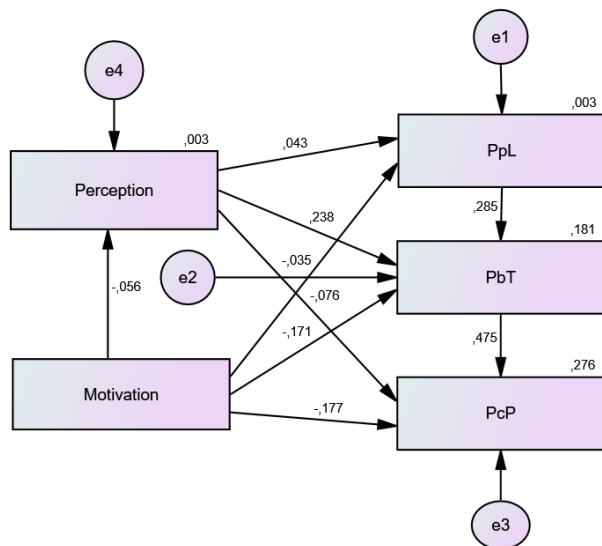 e1
e4
,003
,003
,043
PpL
Perception
,285
,238
,181
-,035
e2
PbT
-,056
-,076
-,171
,475
,276
Motivation
PcP
-,177
e3